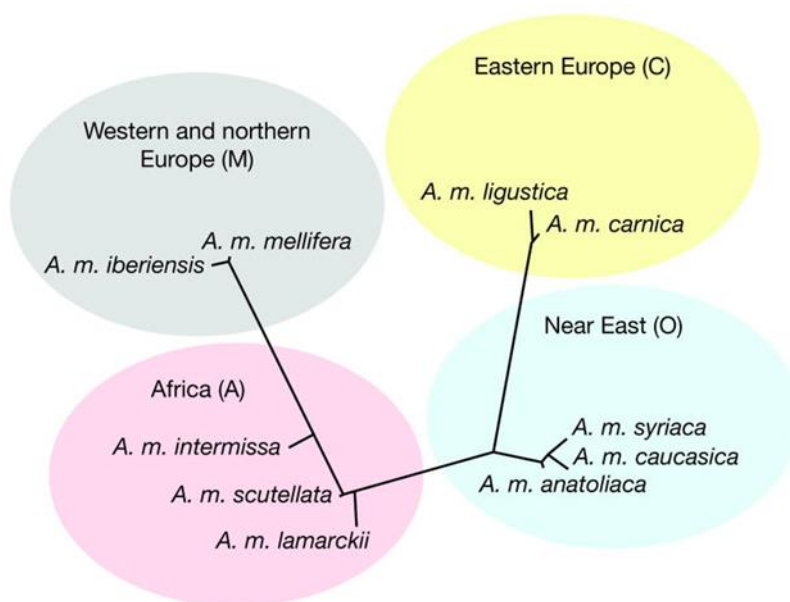 Western and northern
Europe (M)
A. m. mellifera
A. m. iberiensis
Eastern Europe (C)
A. m. ligustica
A. m. carnica
Africa (A)
A. m. intermissa
A. m. scutellata
A. m. lamarckii
Near East (O)
A. m. syriaca
A. m. caucasica
A. m. anatoliaca